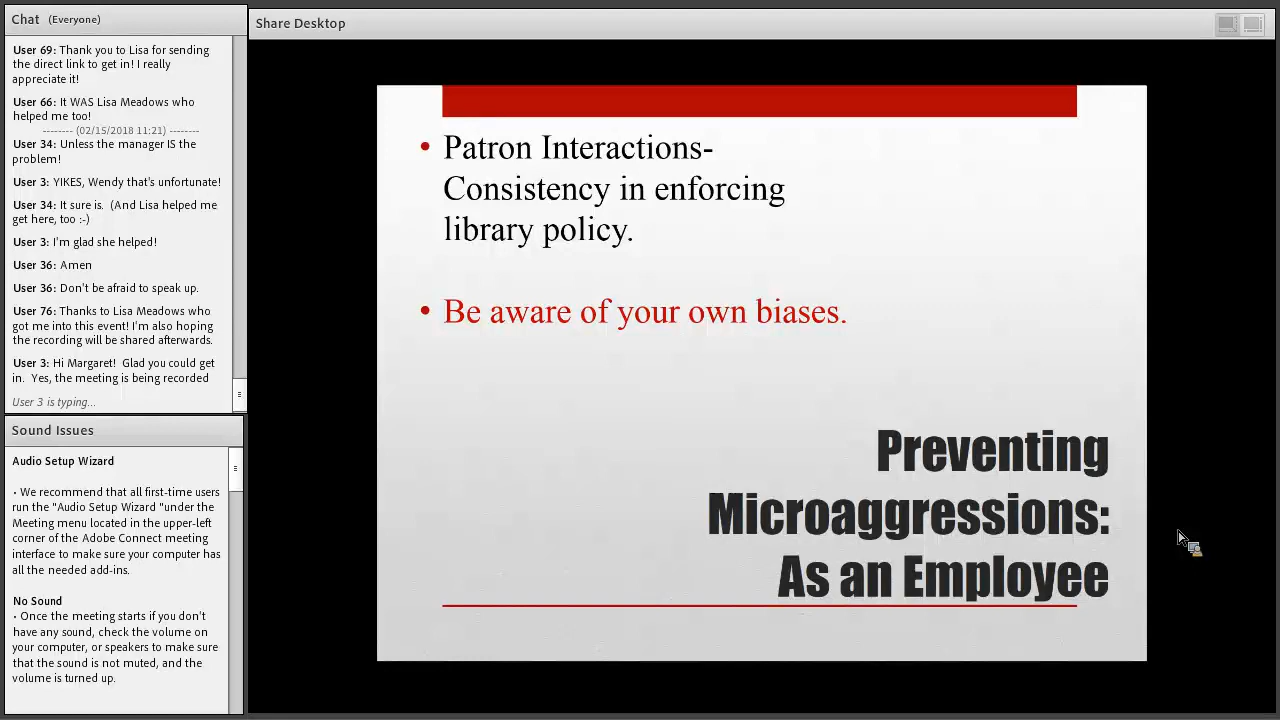 Chat (Everyone)
User 69: Thank you to Lisa for sending
the direct link to get in! I really
appreciate it!
User 66: It WAS Lisa Meadows who
helped me too!
-------- (02/15/2018 11:21) --------
User 34: Unless the manager IS the
problem!
User 3: YIKES, Wendy that's unfortunate!
User 34: It sure is. (And Lisa helped me
get here, too :-)
User 3: I'm glad she helped!
User 36: Amen
User 36: Don't be afraid to speak up.
User 76: Thanks to Lisa Meadows who
got me into this event! I'm also hoping
the recording will be shared afterwards.
User 3: Hi Margaret! Glad you could get
in. Yes, the meeting is being recorded
User 3 is typing...
Sound Issues
Audio Setup Wizard
• We recommend that all first-time users
run the "Audio Setup Wizard "under the
Meeting menu located in the upper-left
corner of the Adobe Connect meeting
interface to make sure your computer has
all the needed add-ins.
No Sound
• Once the meeting starts if you don't
have any sound, check the volume on
your computer, or speakers to make sure
that the sound is not muted, and the
volume is turned up.
Share Desktop
• Patron Interactions-
Consistency in enforcing
library policy.
• Be aware of your own biases.
Preventing
Microaggressions:
As an Employee